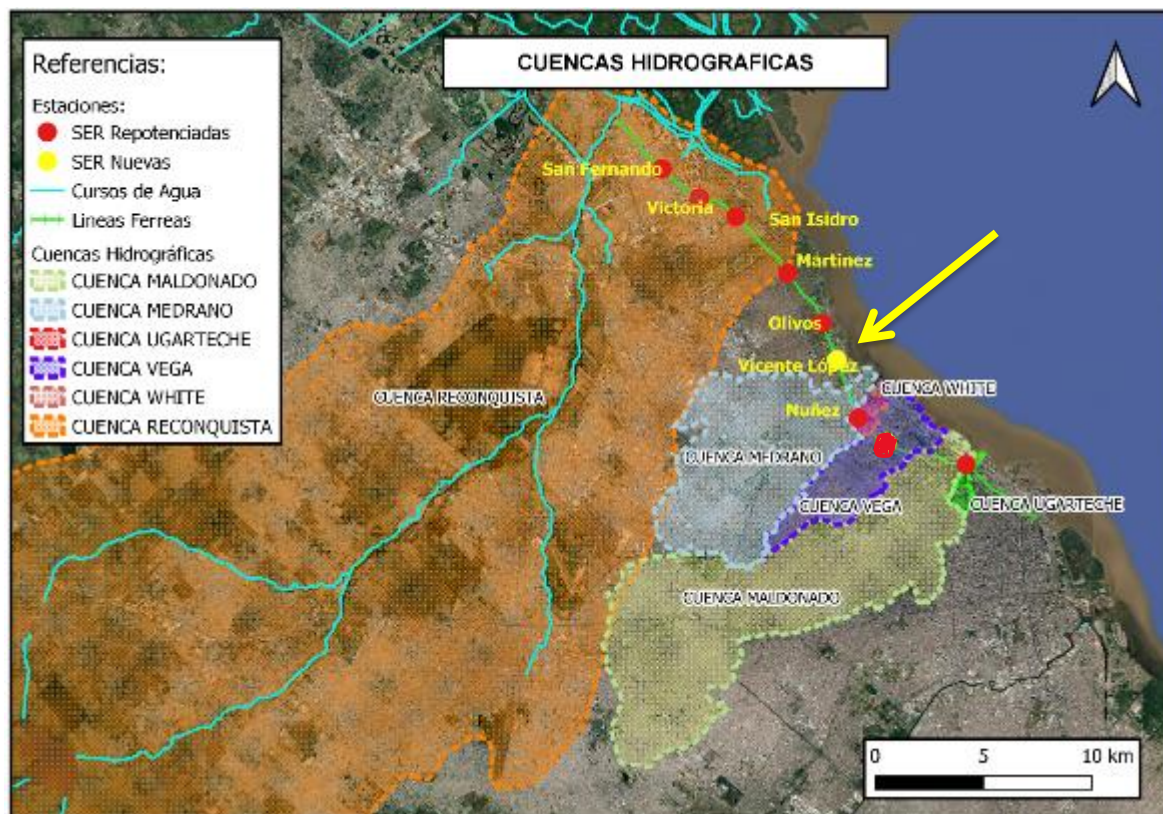 CUENCAS HIDROGRAFICAS
Referencias:
Estaciones:
SER Repotenciadas
SER Nuevas
Cursos de Agua
Lineas Ferreas
Cuencas Hidrográficas
CUENCA MALDONADO
CUENCA MEDRANO
CUENCA UGARTECHE
CUENCA VEGA
CUENCA WHITE
CUENCA RECONQUISTA
San Fernando
Victoria
San Isidro
Martinez
Olivos
Vicente López
CUENCA WHITE
CUENCA RECONQUISTA
Nuñez
CUENCA MEDRANO
CUENCA VEGA
CUENCA UGARTECHE
CUENCA MALDONADO
0 5 10 km